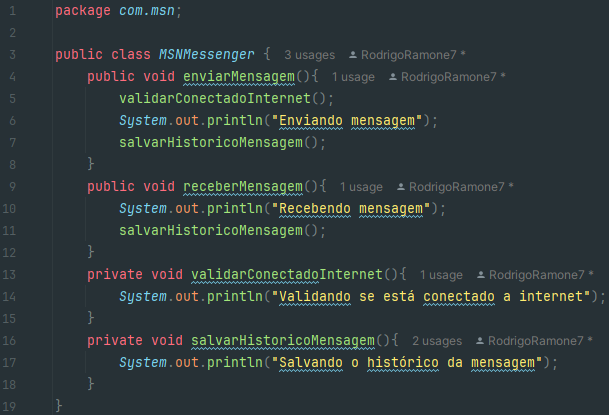 1 package com.msn;
2
3 public class MSNMessenger { 3 usages RodrigoRamone7 *
4 public void enviarMensagem(){ 1 usage RodrigoRamone7 *
5 validarConectadoInternet();
6 System.out.println("Enviando mensagem");
7 salvarHistoricoMensagem();
8 }
9 public void receberMensagem(){ 1 usage RodrigoRamone7 *
10 System.out.println("Recebendo mensagem");
11 salvarHistoricoMensagem();
12 }
13 private void validarConectadoInternet(){ 1 usage RodrigoRamone7 *
14 System.out.println("Validando se está conectado a internet");
15 }
16 private void salvarHistoricoMensagem(){ 2 usages RodrigoRamone7 *
17 System.out.println("Salvando o histórico da mensagem");
18 }
19 }